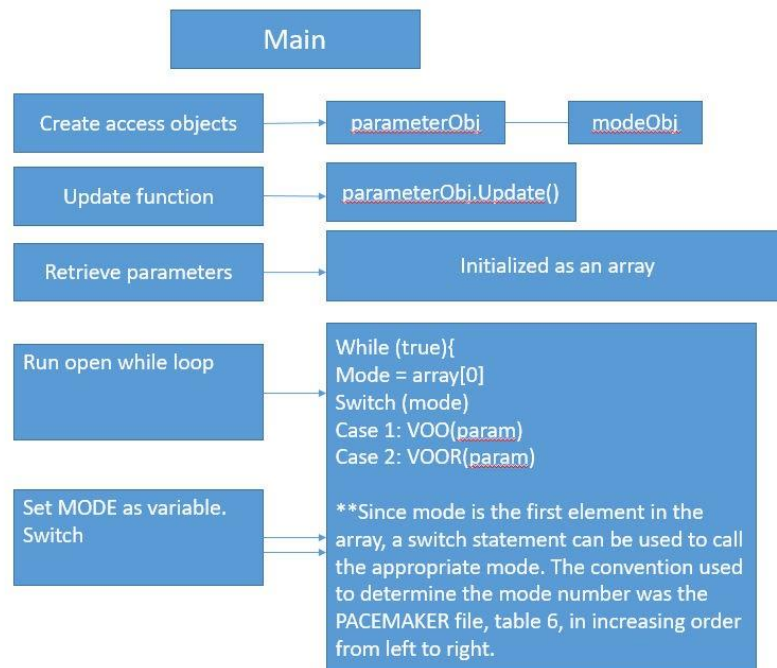 Main
Create access objects
parameterObj
modeObj
Update function
parameterObj.Update()
Retrieve parameters
Initialized as an array
Run open while loop
While (true){
Mode = array[0]
Switch (mode)
Case 1: VOO(param)
Case 2: VOOR(param)
Set MODE as variable.
Switch
**Since mode is the first element in the
array, a switch statement can be used to call
the appropriate mode. The convention used
to determine the mode number was the
PACEMAKER file, table 6, in increasing order
from left to right.